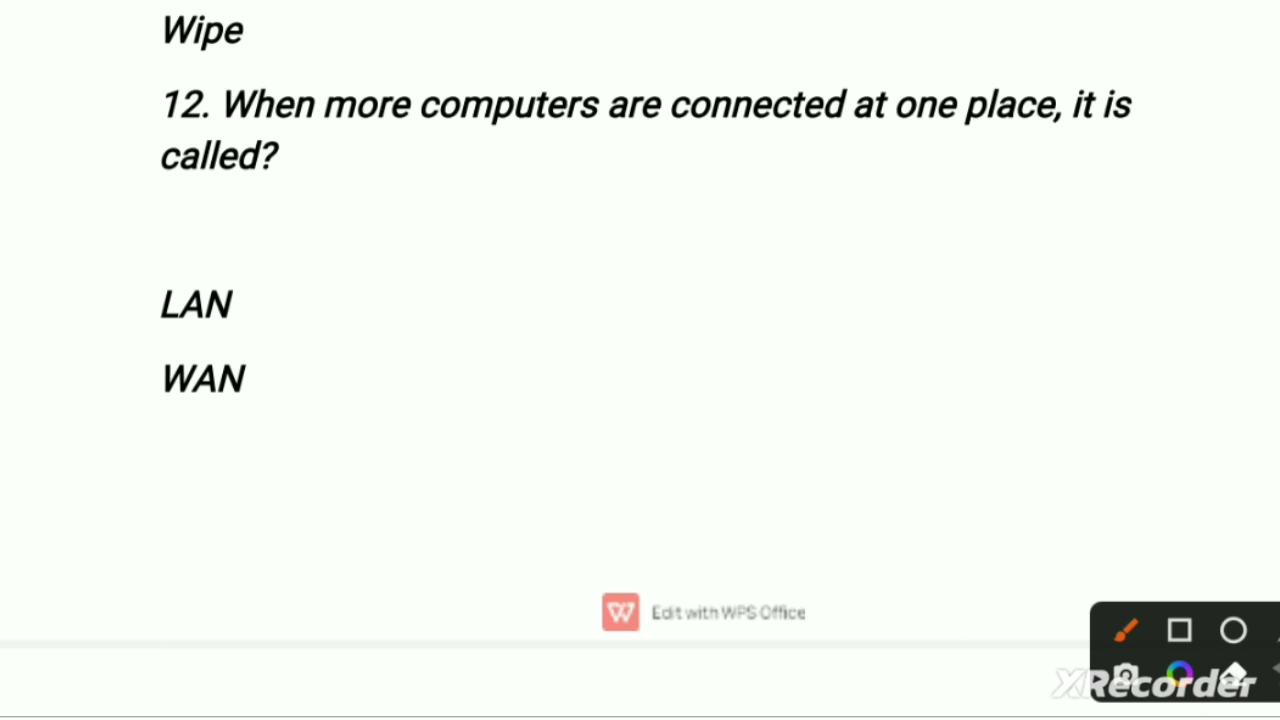 Wipe
12. When more computers are connected at one place, it is
called?
LAN
WAN
Edit with WPS Office
XRecorder